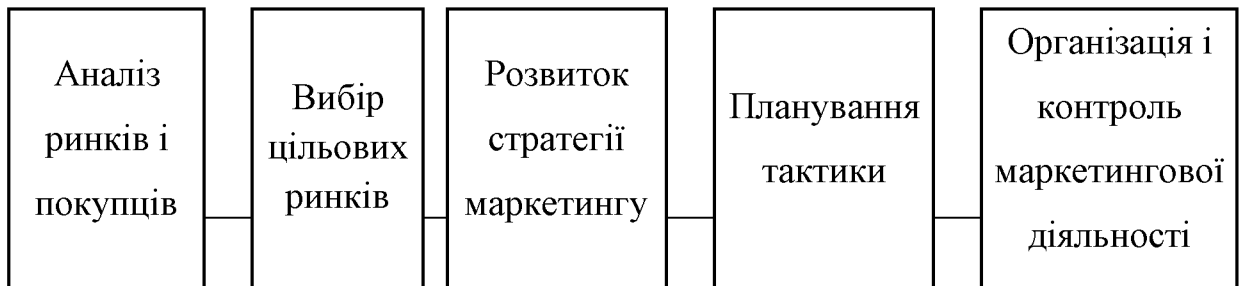 Аналіз
ринків і
покупців
Вибір
цільових
ринків
Розвиток
стратегії
маркетингу
Планування
тактики
Організація і
контроль
маркетингової
діяльності